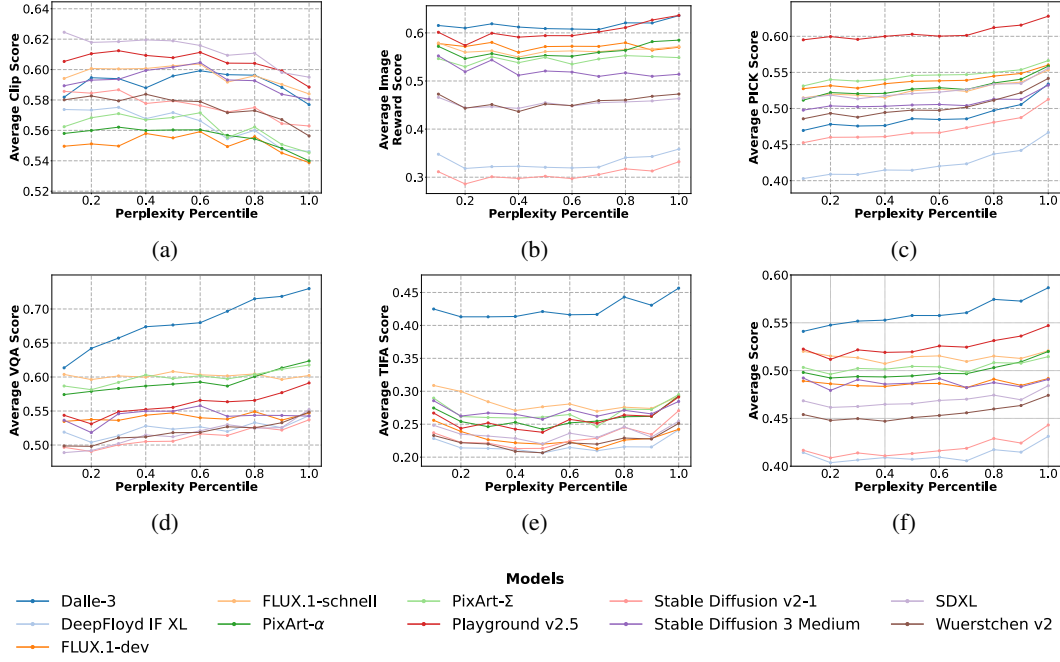 0.64
0.62
0.60
0.58
0.56
0.54
0.52
Average Clip Score
0.2 0.4 0.6 0.8 1.0
Perplexity Percentile
(a)
0.6
0.5
0.4
0.3
Average Image
Reward Score
0.2 0.4 0.6 0.8 1.0
Perplexity Percentile
(b)
0.60
0.55
0.50
0.45
0.40
Average PICK Score
0.2 0.4 0.6 0.8 1.0
Perplexity Percentile
(c)
0.70
0.65
0.60
0.55
0.50
Average VQA Score
0.2 0.4 0.6 0.8 1.0
Perplexity Percentile
(d)
0.45
0.40
0.35
0.30
0.25
0.20
Average TIFA Score
0.2 0.4 0.6 0.8 1.0
Perplexity Percentile
(e)
0.60
0.55
0.50
0.45
0.40
Average Score
0.2 0.4 0.6 0.8 1.0
Perplexity Percentile
(f)
Models
Dalle-3 FLUX.1-schnell PixArt-Σ Stable Diffusion v2-1 SDXL
DeepFloyd IF XL PixArt-α Playground v2.5 Stable Diffusion 3 Medium Wuerstchen v2
FLUX.1-dev